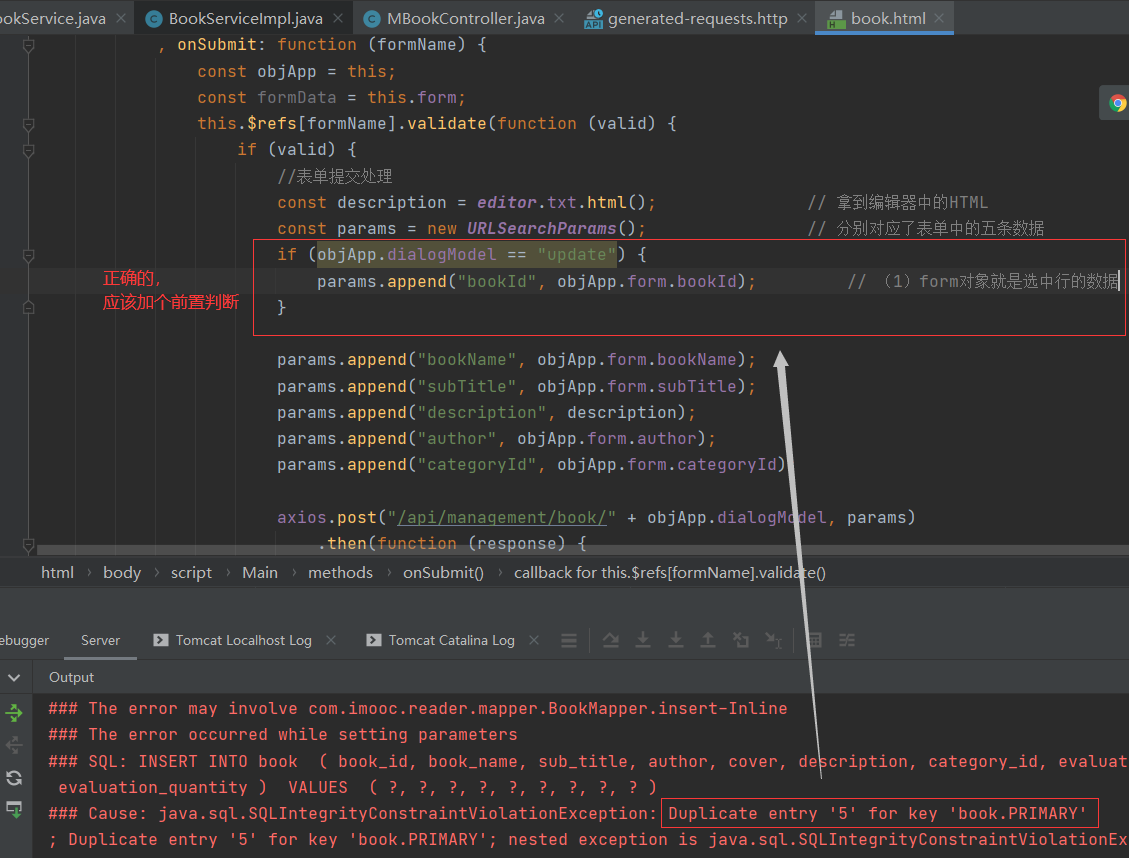 okService.java
BookServiceImpl.java
MBookController.java
generated-requests.http
book.html
, onSubmit: function (formName) {
const objApp = this;
const formData = this.form;
this.$refs[formName].validate(function (valid) {
if (valid) {
//表单提交处理
const description = editor.txt.html(); // 拿到编辑器中的HTML
const params = new URLSearchParams(); // 分别对应了表单中的五条数据
if (objApp.dialogModel == "update") {
正确的,
params.append("bookId", objApp.form.bookId); // （1）form对象就是选中行的数据
应该加个前置判断
}
params.append("bookName", objApp.form.bookName);
params.append("subTitle", objApp.form.subTitle);
params.append("description", description);
params.append("author", objApp.form.author);
params.append("categoryId", objApp.form.categoryId)
axios.post("/api/management/book/" + objApp.dialogModel, params)
.then(function (response) {
html › body › script › Main › methods › onSubmit() › callback for this.$refs[formName].validate()
ebugger Server Tomcat Localhost Log Tomcat Catalina Log
Output
### The error may involve com.imooc.reader.mapper.BookMapper.insert-Inline
### The error occurred while setting parameters
### SQL: INSERT INTO book ( book_id, book_name, sub_title, author, cover, description, category_id, evaluat
evaluation_quantity ) VALUES ( ?, ?, ?, ?, ?, ?, ?, ?, ? )
### Cause: java.sql.SQLIntegrityConstraintViolationException: Duplicate entry '5' for key 'book.PRIMARY'
; Duplicate entry '5' for key 'book.PRIMARY'; nested exception is java.sql.SQLIntegrityConstraintViolationEx